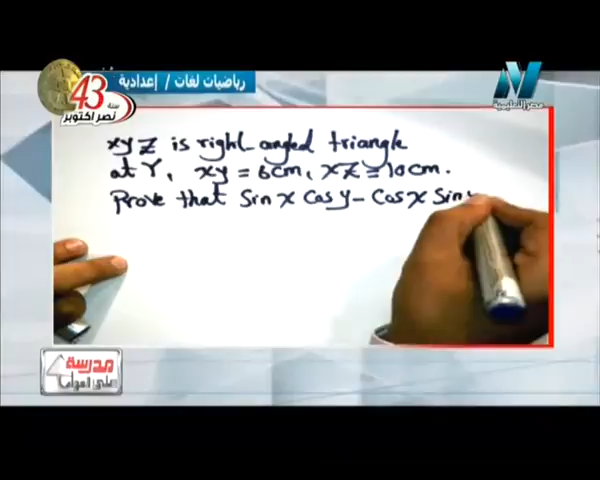 رياضيات لغات / إعدادية
43 سنة
نصر أكتوبر
مصر التعليمية
xyz is right-angled triangle
at Y, xy = 6cm, xz = 10cm.
Prove that Sin x Cos y - Cos x Sin
مدرسة
على الهواء